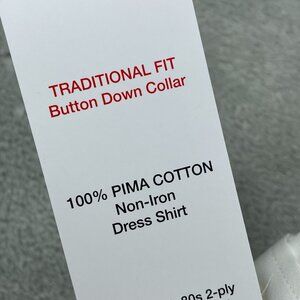 TRADITIONAL FIT
Button Down Collar
100% PIMA COTTON
Non-Iron
Dress Shirt
80s 2-ply